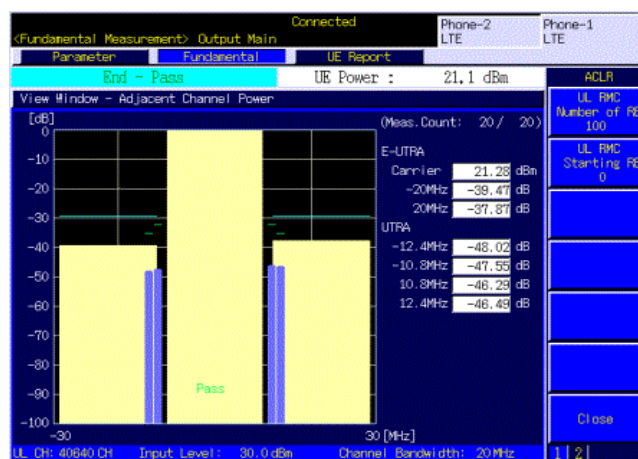 Connected
Phone-2
LTE
Phone-1
LTE
<Fundamental Measurement> Output Main
Parameter
Fundamental
UE Report
End - Pass
UE Power :
21.1 dBm
ACLR
View Window - Adjacent Channel Power
UL RMC
Number of RB
100
[dB]
(Meas.Count: 20/ 20)
UL RMC
Starting RB
0
0
-10
-20
-30
-40
-50
-60
-70
-80
-90
-100
E-UTRA
Carrier 21.28 dBm
-20MHz -39.47 dB
20MHz -37.87 dB
UTRA
-12.4MHz -48.02 dB
-10.8MHz -47.55 dB
10.8MHz -46.29 dB
12.4MHz -46.49 dB
Pass
-30
30 [MHz]
Close
UL CH: 40640 CH Input Level: 30.0 dBm Channel Bandwidth: 20 MHz
1 2